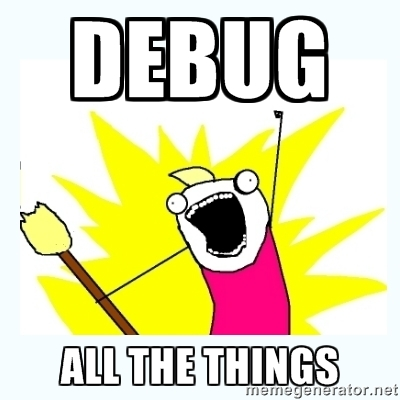 DEBUG
ALL THE THINGS
memegenerator.net